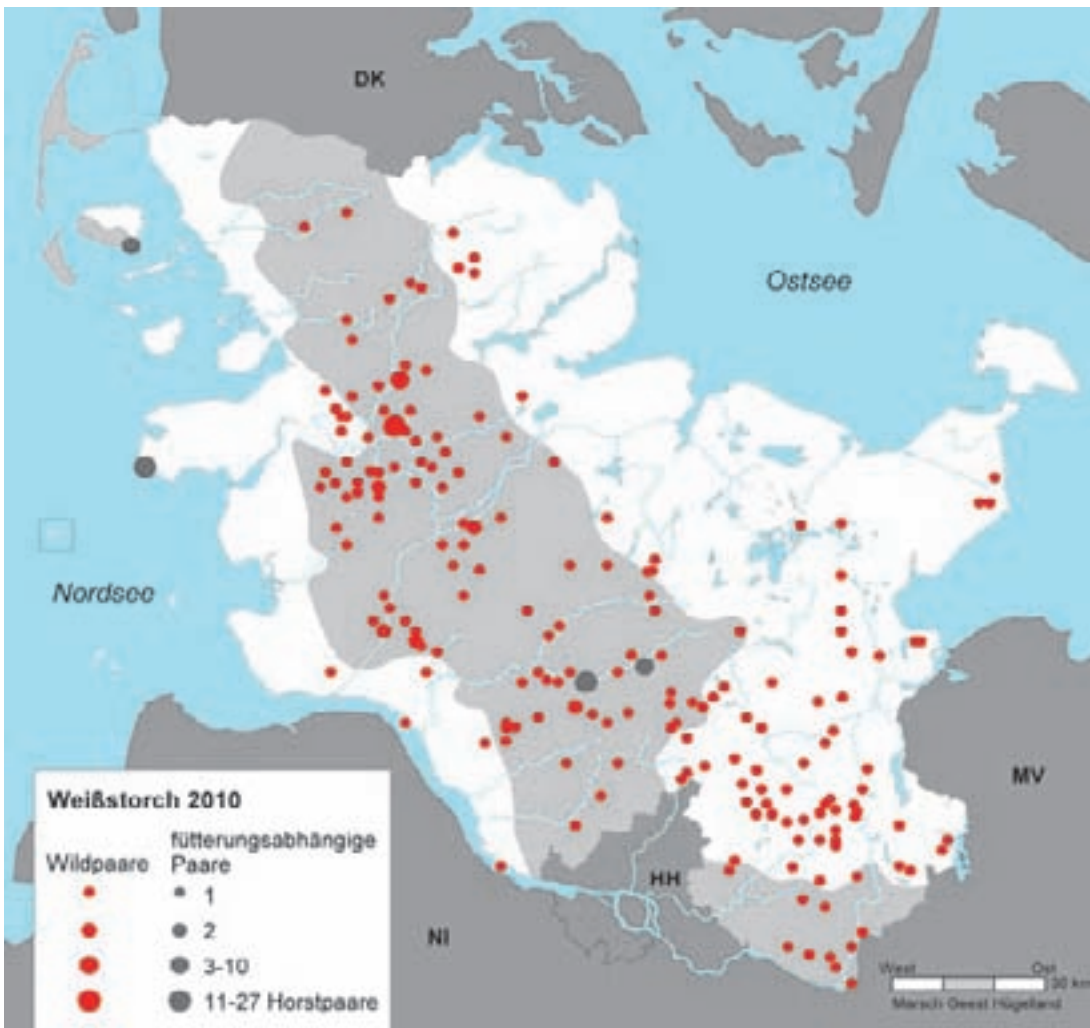 DK
Ostsee
Nordsee
MV
HH
NI
Weißstorch 2010
fütterungsabhängige
Wildpaare Paare
1
2
3-10
11-27 Horstpaare
West Ost
30 km
Marsch Geest Hügelland